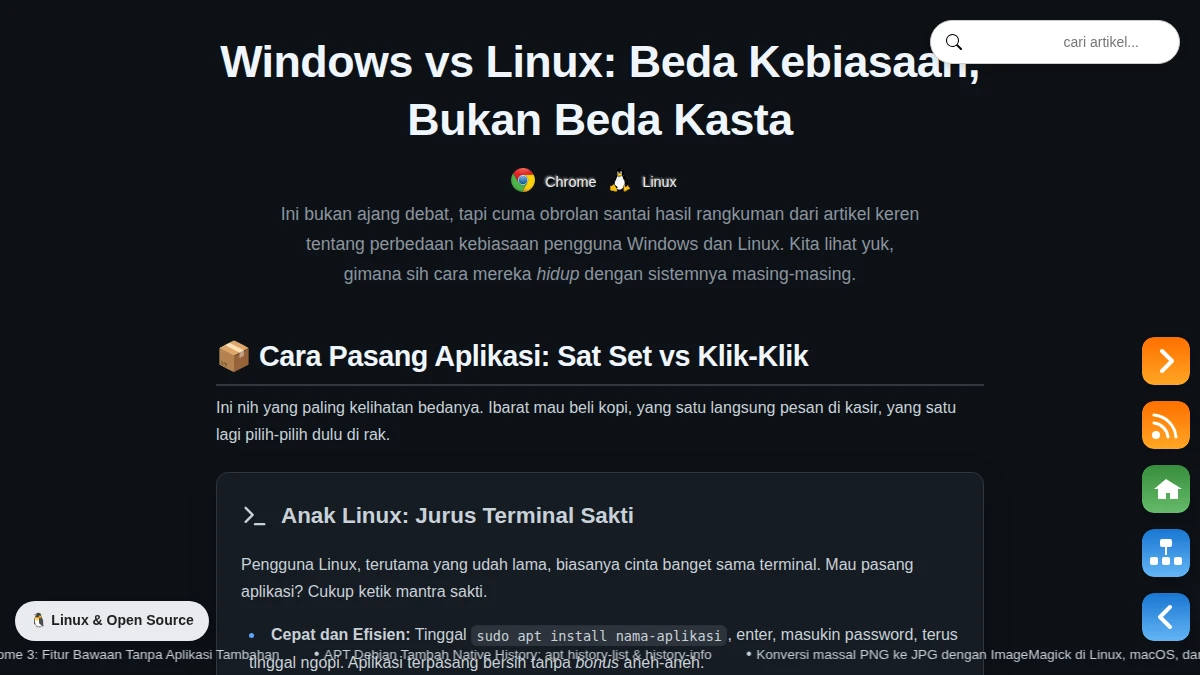 cari artikel...
Windows vs Linux: Beda Kebiasaan,
Bukan Beda Kasta
Chrome Linux
Ini bukan ajang debat, tapi cuma obrolan santai hasil rangkuman dari artikel keren
tentang perbedaan kebiasaan pengguna Windows dan Linux. Kita lihat yuk,
gimana sih cara mereka hidup dengan sistemnya masing-masing.
📦 Cara Pasang Aplikasi: Sat Set vs Klik-Klik
Ini nih yang paling kelihatan bedanya. Ibarat mau beli kopi, yang satu langsung pesan di kasir, yang satu
lagi pilih-pilih dulu di rak.
Anak Linux: Jurus Terminal Sakti
Pengguna Linux, terutama yang udah lama, biasanya cinta banget sama terminal. Mau pasang
aplikasi? Cukup ketik mantra sakti.
🐧 Linux & Open Source
• Cepat dan Efisien: Tinggal sudo apt install nama-aplikasi, enter, masukin password, terus
tinggal ngopi. Aplikasi terpasang bersih tanpa bonus aneh-aneh.
ome 3: Fitur Bawaan Tanpa Aplikasi Tambahan • APT Debian Tambah Native History: apt history-list & history-info • Konversi massal PNG ke JPG dengan ImageMagick di Linux, macOS, da